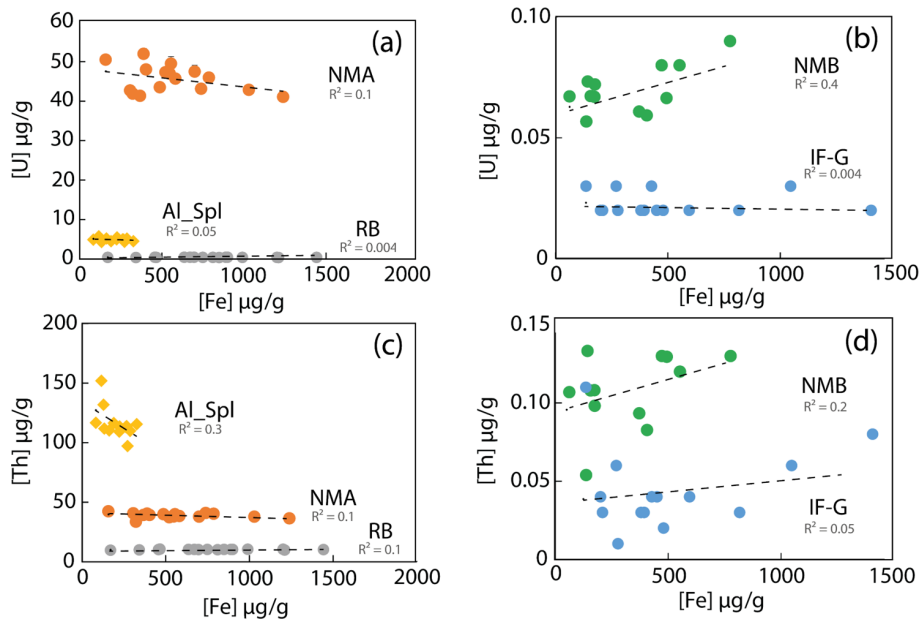 60
50
40
30
20
10
0
[U] µg/g
(a)
NMA
R² = 0.1
Al_Spl
R² = 0.05
RB
R² = 0.004
0
500
1000
1500
2000
[Fe] µg/g
0.10
0.05
0.00
[U] µg/g
(b)
NMB
R² = 0.4
IF-G
R² = 0.004
0
500
1000
1500
[Fe] µg/g
200
150
100
50
0
[Th] µg/g
(c)
Al_Spl
R² = 0.3
NMA
R² = 0.1
RB
R² = 0.1
0
500
1000
1500
2000
[Fe] µg/g
0.15
0.10
0.05
0
[Th] µg/g
(d)
NMB
R² = 0.2
IF-G
R² = 0.05
0
500
1000
1500
[Fe] µg/g